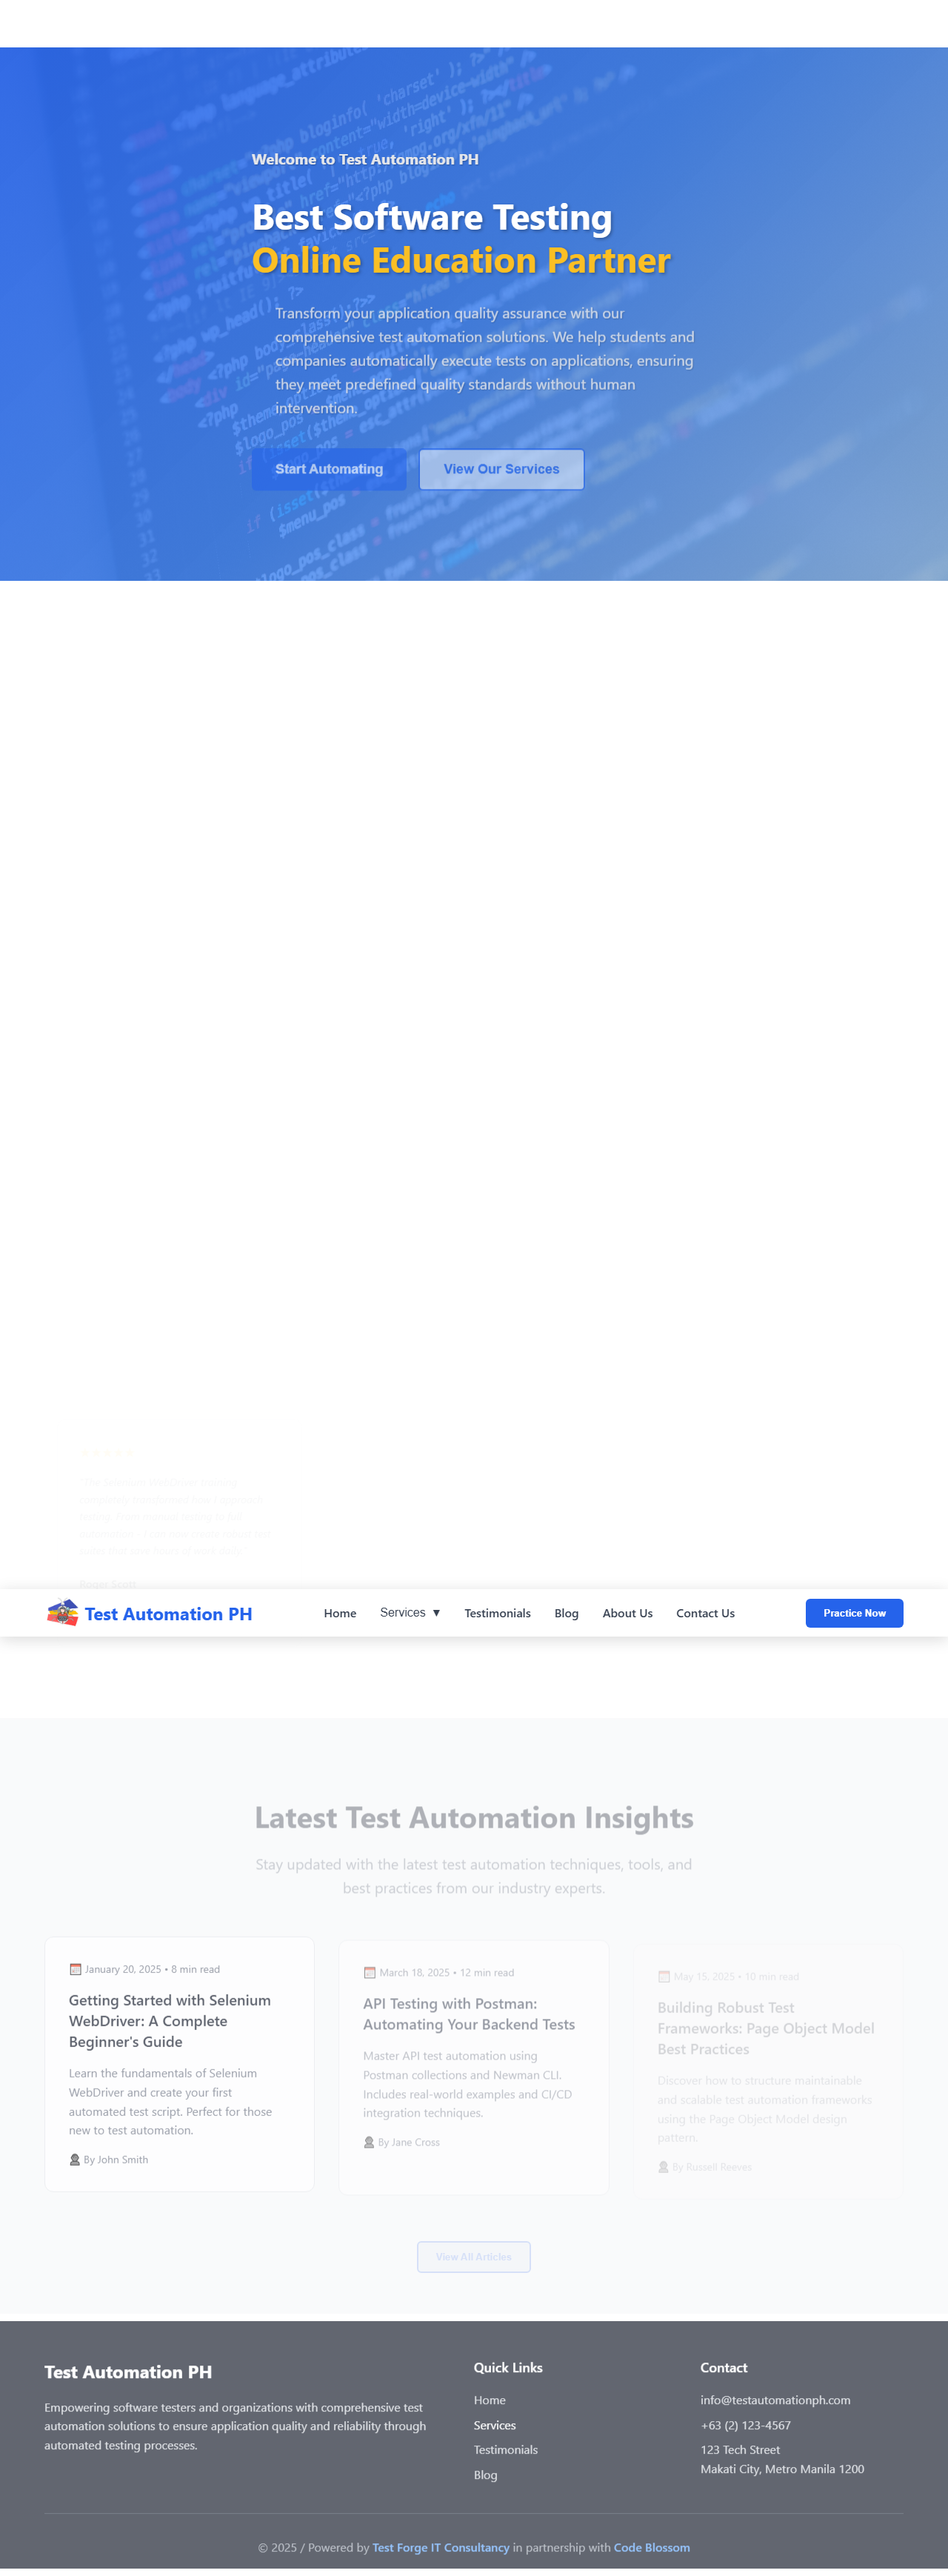 Welcome to Test Automation PH
Best Software Testing
Online Education Partner
Transform your application quality assurance with our
comprehensive test automation solutions. We help students and
companies automatically execute tests on applications, ensuring
they meet predefined quality standards without human
intervention.
Start Automating
View Our Services
Test Automation PH
Home
Services ▼
Testimonials
Blog
About Us
Contact Us
Practice Now
Latest Test Automation Insights
Stay updated with the latest test automation techniques, tools, and
best practices from our industry experts.
January 20, 2025 • 8 min read
Getting Started with Selenium
WebDriver: A Complete
Beginner's Guide
Learn the fundamentals of Selenium
WebDriver and create your first
automated test script. Perfect for those
new to test automation.
By John Smith
March 18, 2025 • 12 min read
API Testing with Postman:
Automating Your Backend Tests
Master API test automation using
Postman collections and Newman CLI.
Includes real-world examples and CI/CD
integration techniques.
By Jane Cross
May 15, 2025 • 10 min read
Building Robust Test
Frameworks: Page Object Model
Best Practices
Discover how to structure maintainable
and scalable test automation frameworks
using the Page Object Model design
pattern.
By Russell Reeves
View All Articles
Test Automation PH
Empowering software testers and organizations with comprehensive test
automation solutions to ensure application quality and reliability through
automated testing processes.
Quick Links
Home
Services
Testimonials
Blog
Contact
info@testautomationph.com
+63 (2) 123-4567
123 Tech Street
Makati City, Metro Manila 1200
© 2025 / Powered by Test Forge IT Consultancy in partnership with Code Blossom